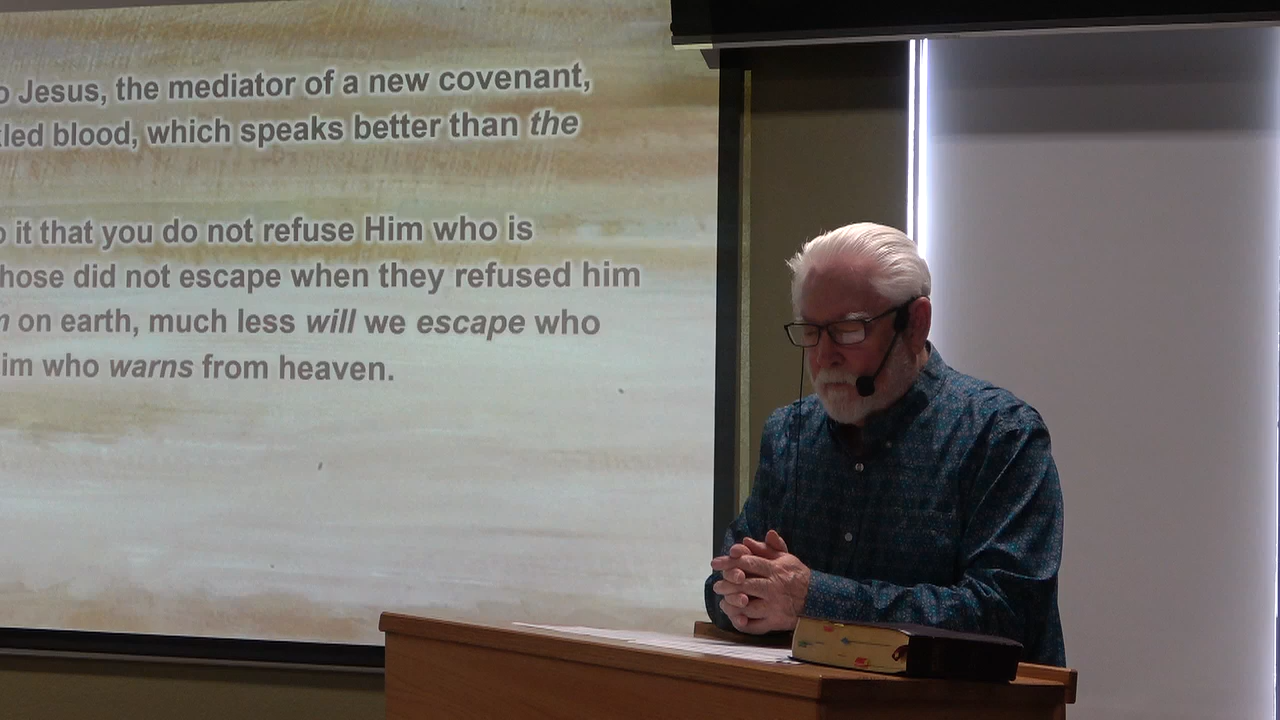 o Jesus, the mediator of a new covenant,
led blood, which speaks better than the
o it that you do not refuse Him who is
hose did not escape when they refused him
on earth, much less will we escape who
im who warns from heaven.